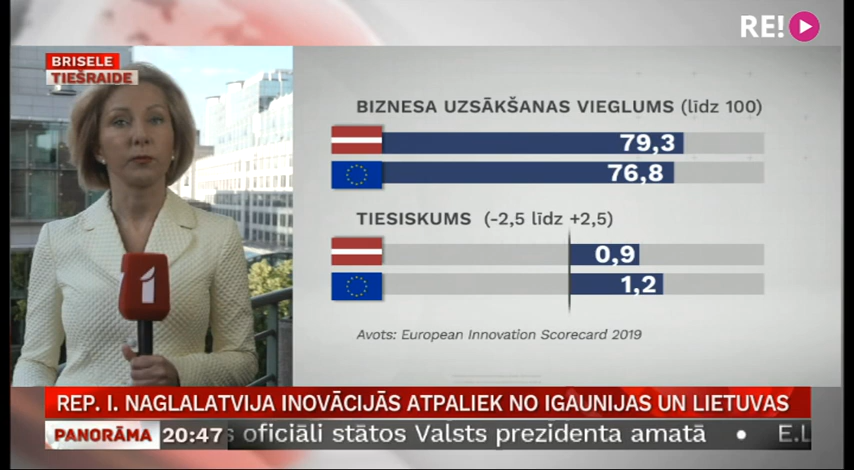 RE!
BRISELE
TIEŠRAIDE
BIZNESA UZSĀKŠANAS VIEGLUMS (līdz 100)
79,3
76,8
TIESISKUMS (-2,5 līdz +2,5)
0,9
1,2
Avots: European Innovation Scorecard 2019
1
REP. I. NAGLALATVIJA INOVĀCIJĀS ATPALIEK NO IGAUNIJAS UN LIETUVAS
PANORĀMA 20:47 s oficiāli stātos Valsts prezidenta amatā • E.L